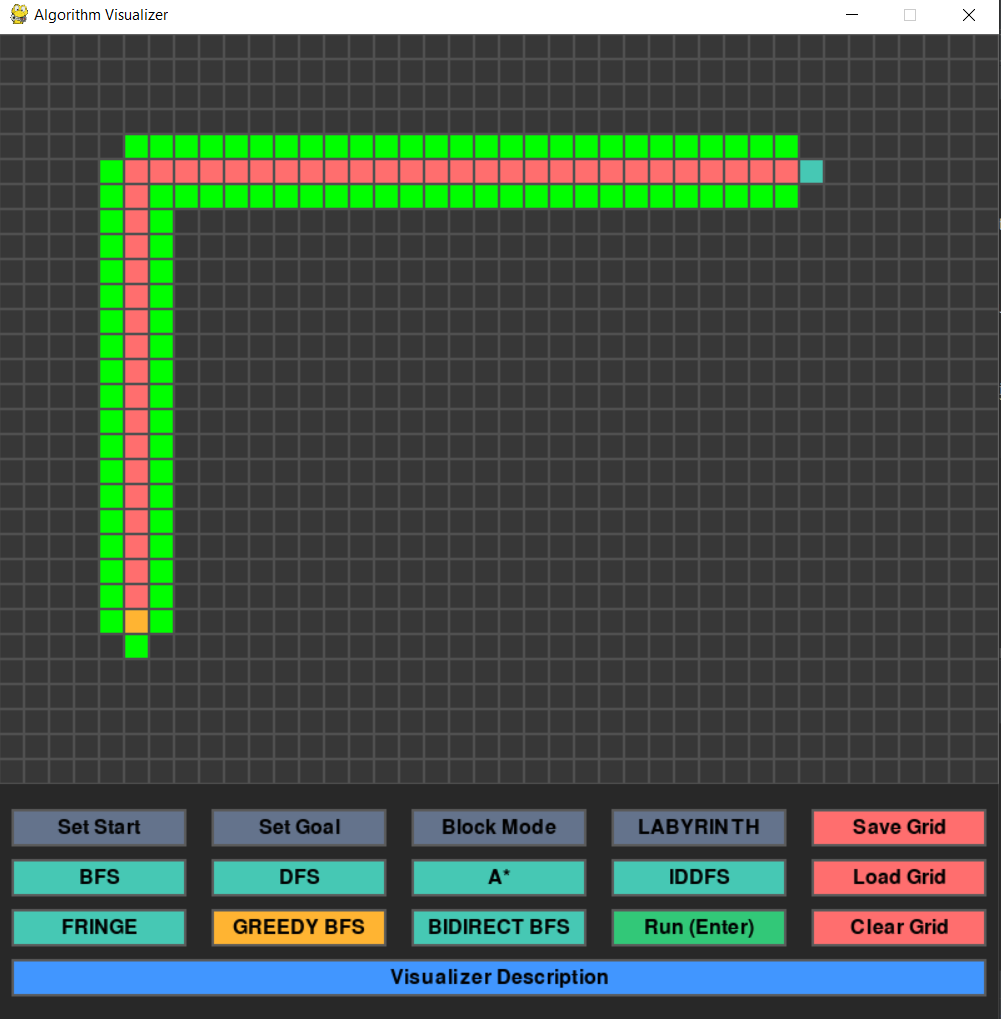 Algorithm Visualizer
Set Start
Set Goal
Block Mode
LABYRINTH
Save Grid
BFS
DFS
A*
IDDFS
Load Grid
FRINGE
GREEDY BFS
BIDIRECT BFS
Run (Enter)
Clear Grid
Visualizer Description